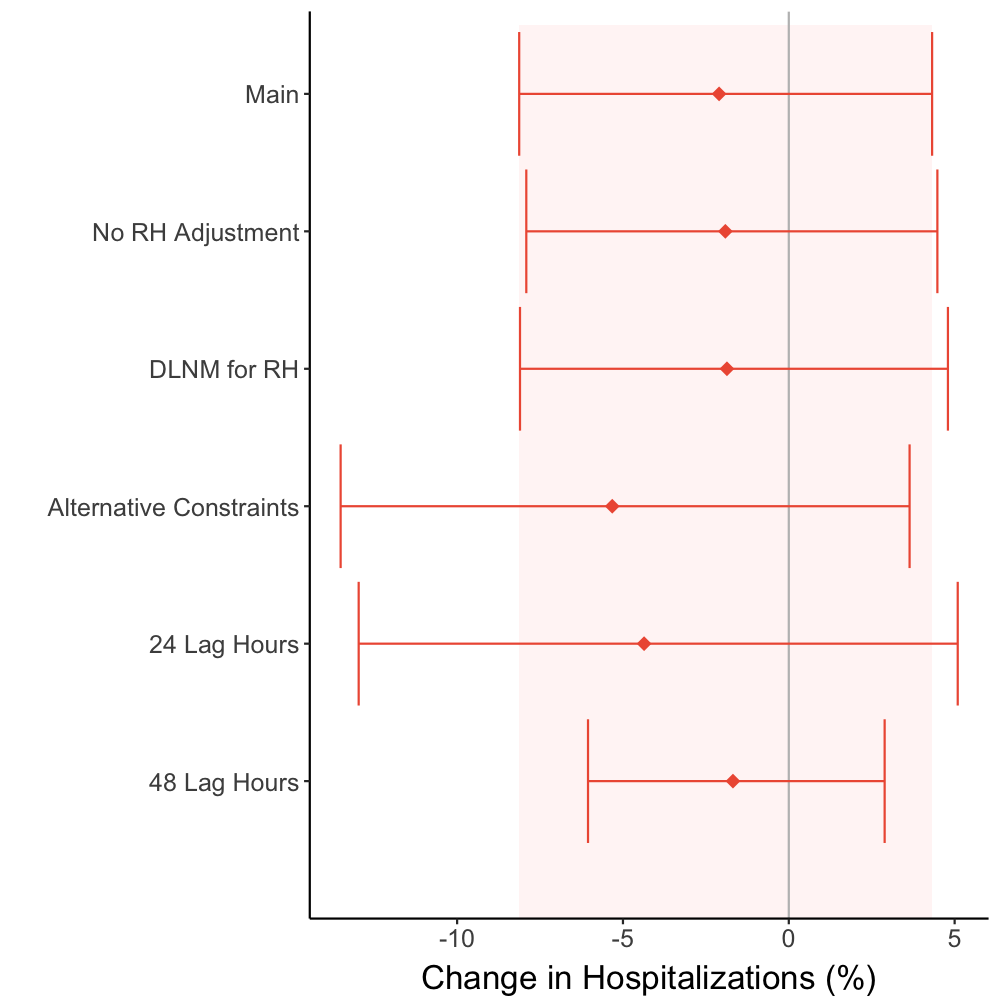 Main
No RH Adjustment
DLNM for RH
Alternative Constraints
24 Lag Hours
48 Lag Hours
-10 -5 0 5
Change in Hospitalizations (%)